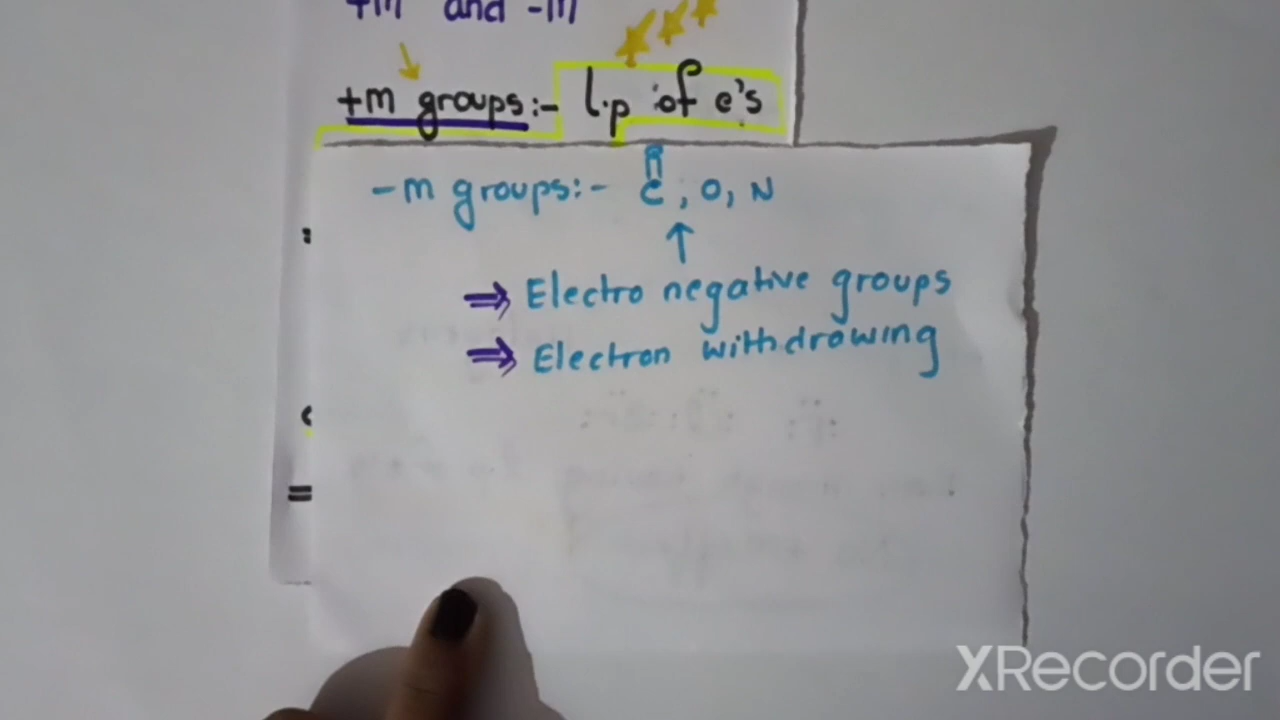 +m and -m
+m groups:- l.p of e's
-m groups:- C, O, N
⇒ Electro negative groups
⇒ Electron withdrawing
XRecorder